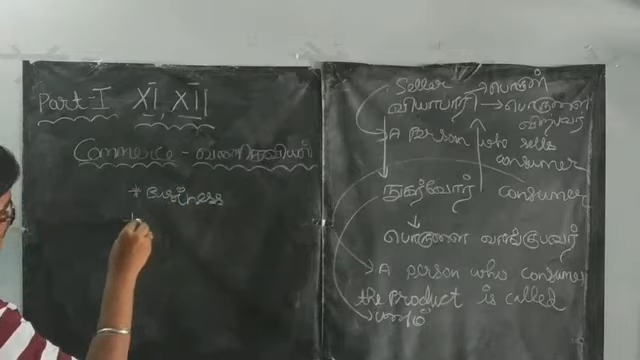 Part-I XI, XII
Commerce - வணிகவியல்
* Business
Seller → பொருள்
வியாபாரி → பொருளை
விற்பவர்
A person who sells
consumer
நுகர்வோர் consumer
பொருளை வாங்குபவர்
A person who consumes
the product is called